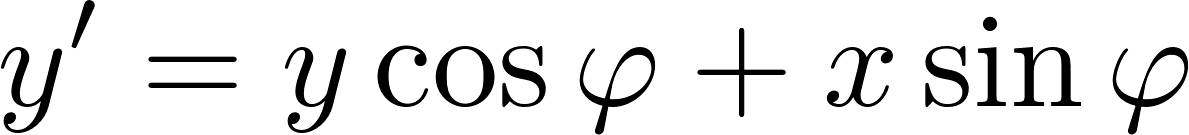 y′ = y cos φ + x sin φ